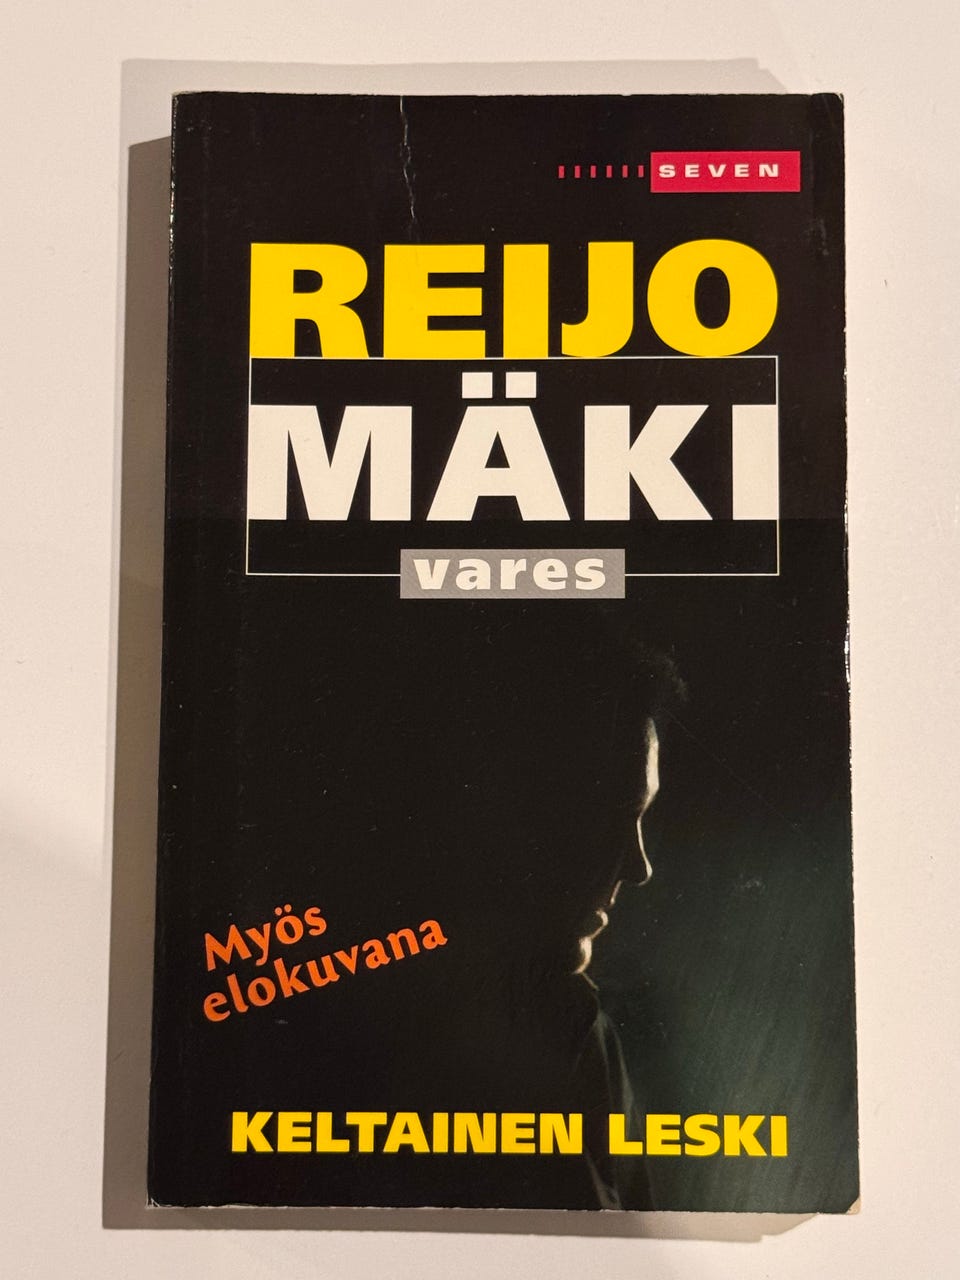 SEVEN
REIJO
MÄKI
vares
Myös
elokuvana
KELTAINEN LESKI